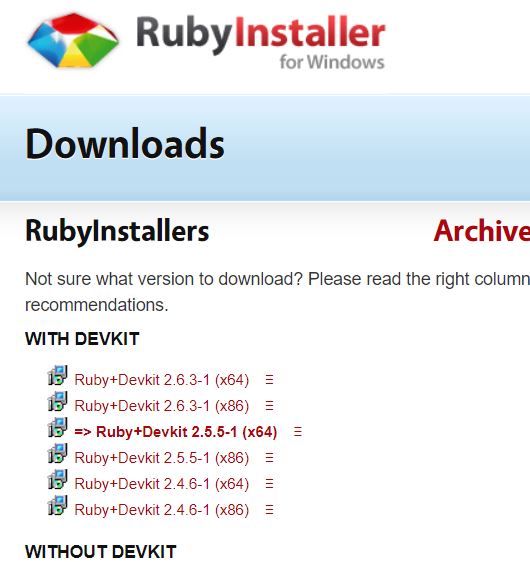 RubyInstaller
for Windows
Downloads
RubyInstallers Archive
Not sure what version to download? Please read the right column
recommendations.
WITH DEVKIT
Ruby+Devkit 2.6.3-1 (x64)
Ruby+Devkit 2.6.3-1 (x86)
=> Ruby+Devkit 2.5.5-1 (x64)
Ruby+Devkit 2.5.5-1 (x86)
Ruby+Devkit 2.4.6-1 (x64)
Ruby+Devkit 2.4.6-1 (x86)
WITHOUT DEVKIT